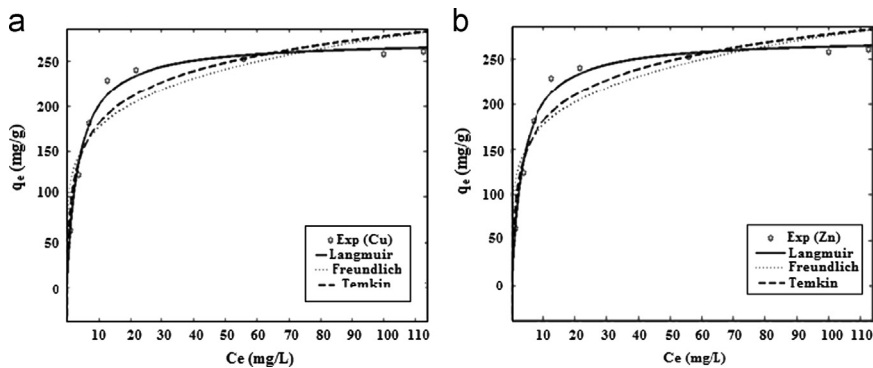 a
250
200
150
100
50
0
qe (mg/g)
Exp (Cu)
Langmuir
Freundlich
Temkin
10 20 30 40 50 60 70 80 90 100 110
Ce (mg/L)
b
250
200
150
100
50
0
qe (mg/g)
Exp (Zn)
Langmuir
Freundlich
Temkin
10 20 30 40 50 60 70 80 90 100 110
Ce (mg/L)